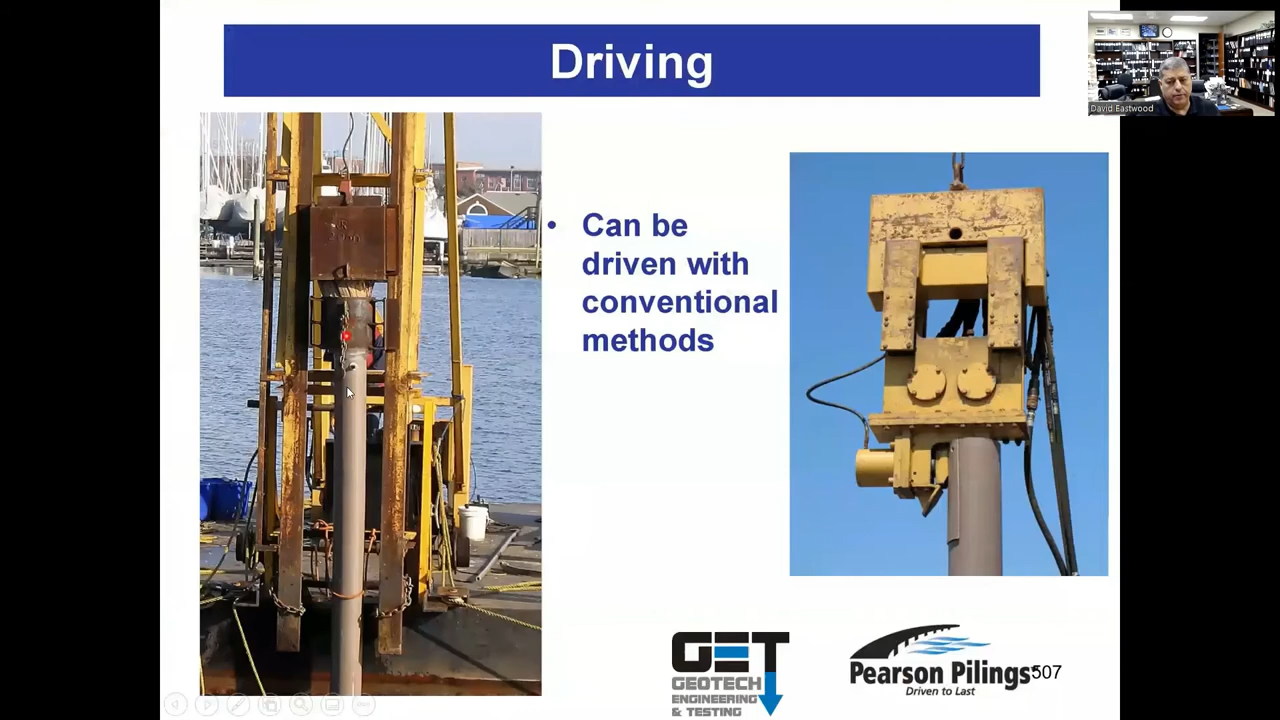 Driving
David Eastwood
• Can be
driven with
conventional
methods
GET
GEOTECH
ENGINEERING
& TESTING
Pearson Pilings
Driven to Last
507